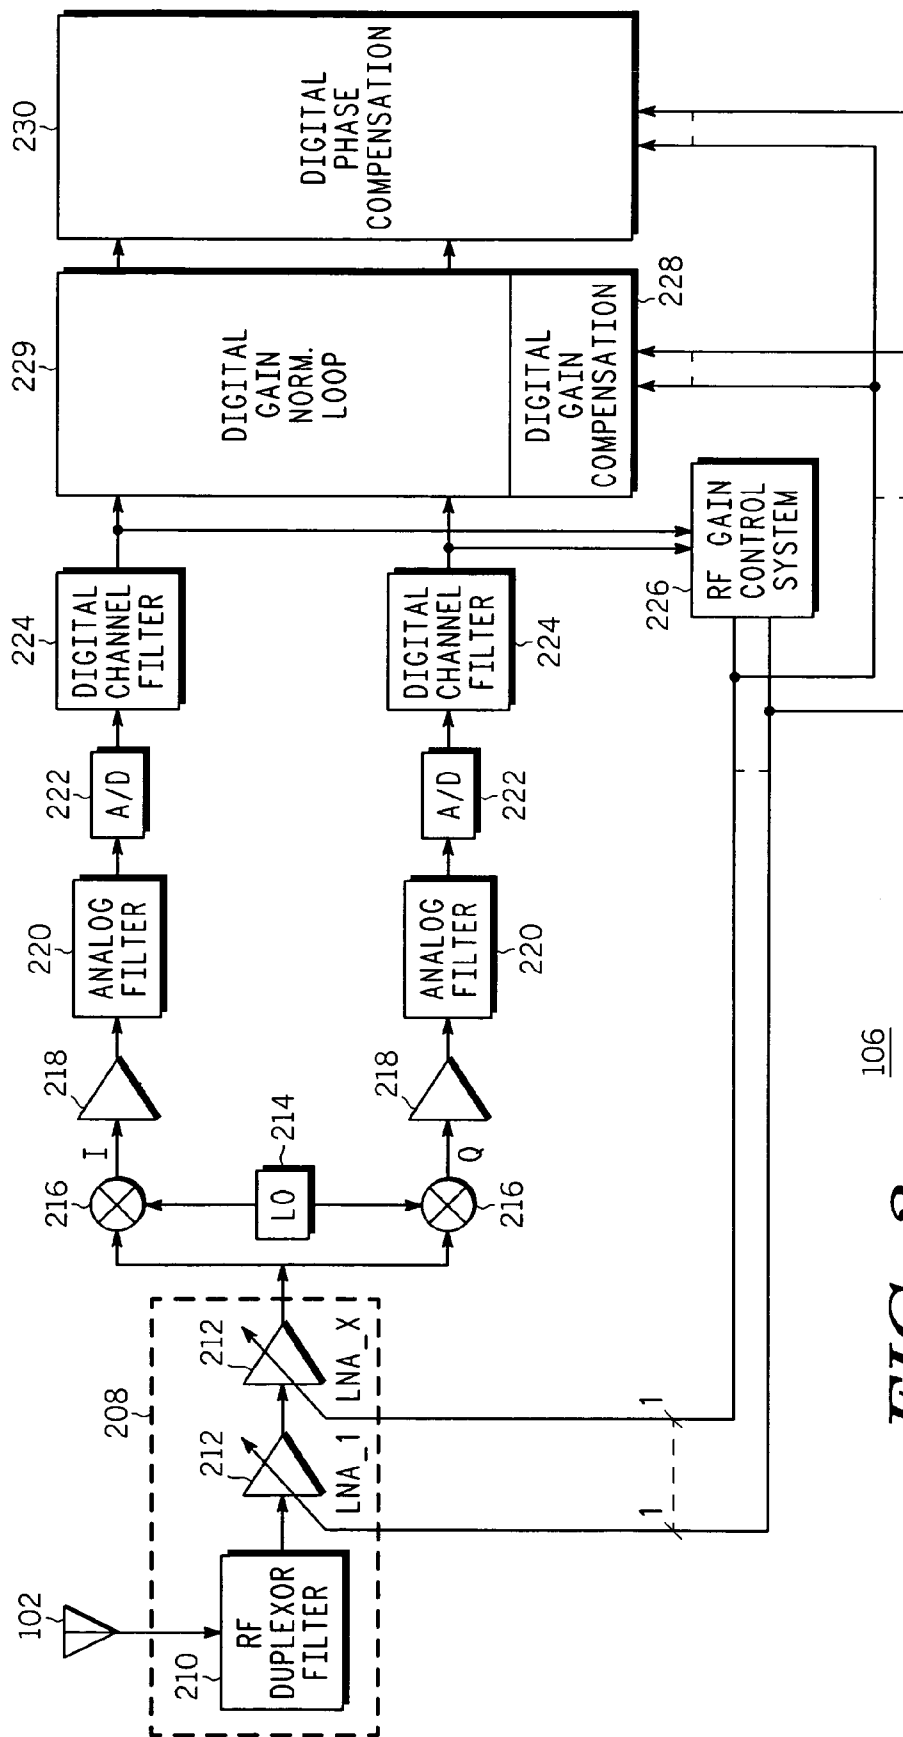 102
210
RF
DUPLEXOR
FILTER
208
212
LNA_1
212
LNA_X
1
1
216
I
LO
214
216
Q
218
218
220
ANALOG
FILTER
220
ANALOG
FILTER
222
A/D
222
A/D
224
DIGITAL
CHANNEL
FILTER
224
DIGITAL
CHANNEL
FILTER
226
RF GAIN
CONTROL
SYSTEM
229
DIGITAL
GAIN
NORM.
LOOP
DIGITAL
GAIN
COMPENSATION
228
230
DIGITAL
PHASE
COMPENSATION
106
FIG.